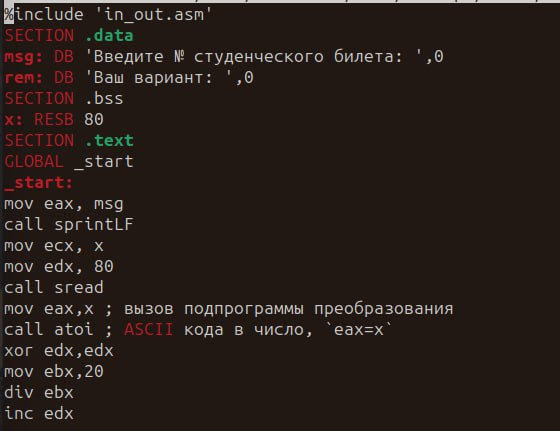 %include 'in_out.asm'
SECTION .data
msg: DB 'Введите № студенческого билета: ',0
rem: DB 'Ваш вариант: ',0
SECTION .bss
x: RESB 80
SECTION .text
GLOBAL _start
_start:
mov eax, msg
call sprintLF
mov ecx, x
mov edx, 80
call sread
mov eax,x ; вызов подпрограммы преобразования
call atoi ; ASCII кода в число, `eax=x`
xor edx,edx
mov ebx,20
div ebx
inc edx